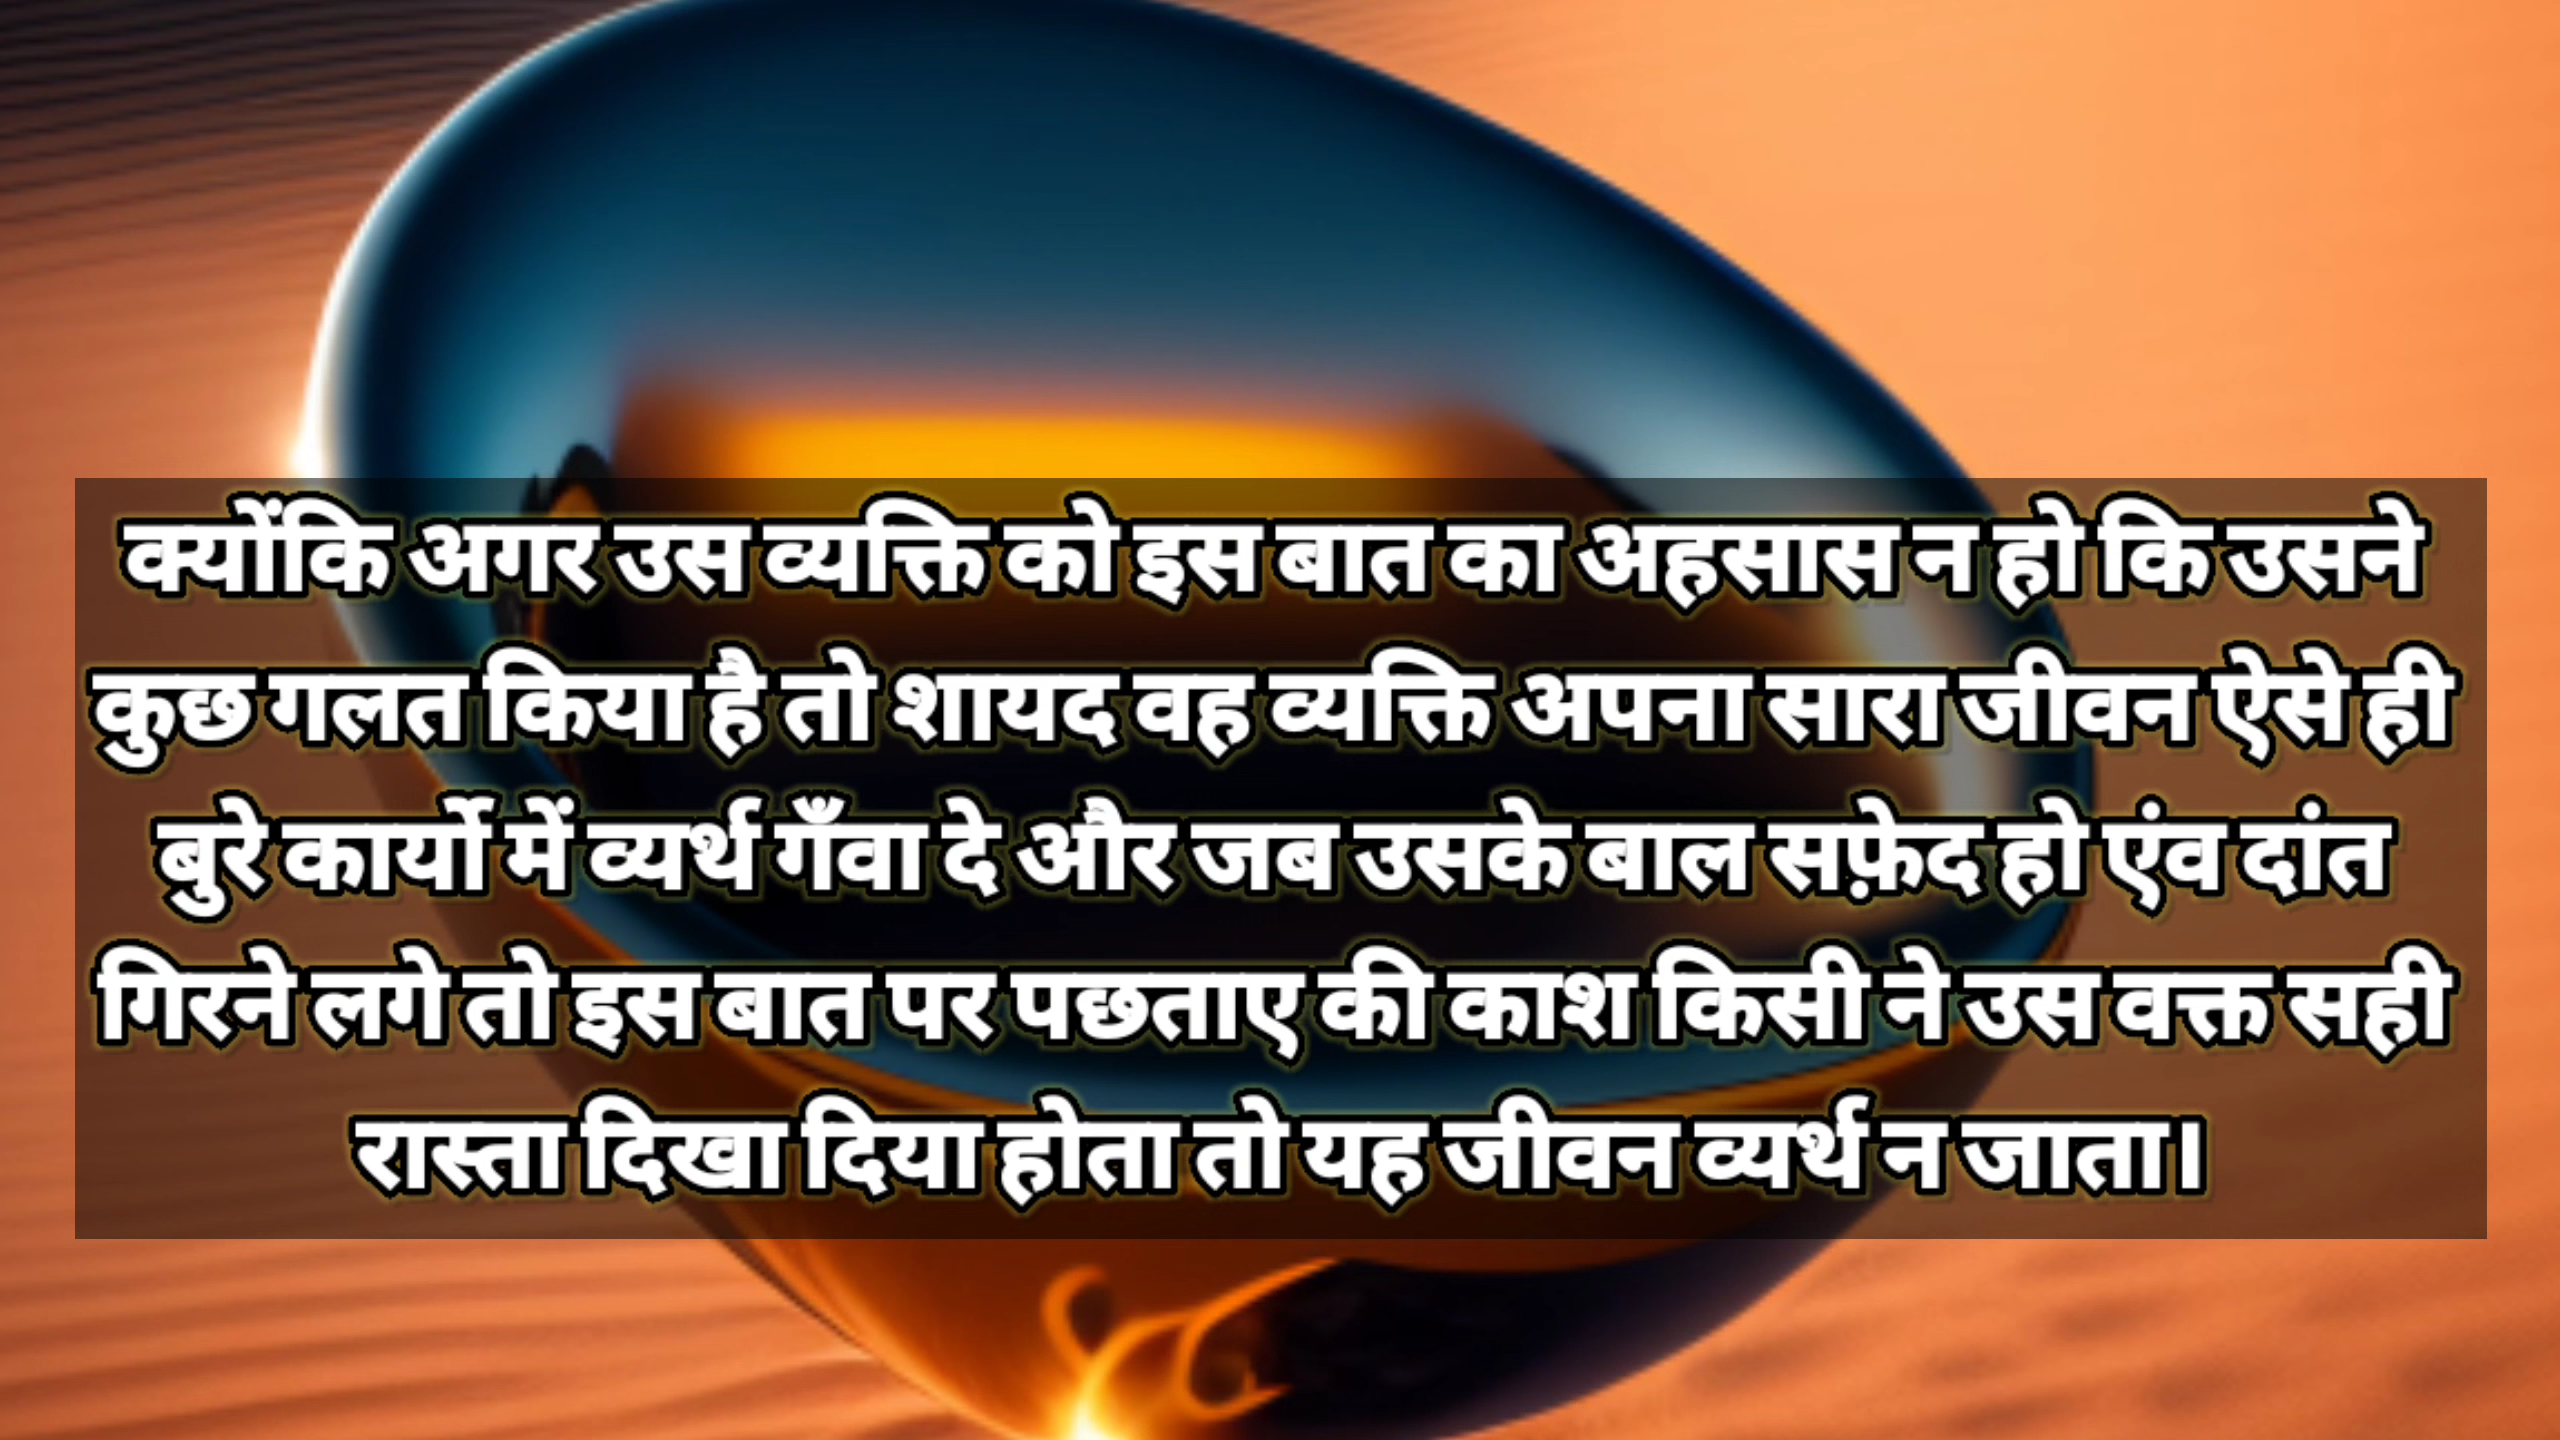 क्योंकि अगर उस व्यक्ति को इस बात का अहसास न हो कि उसने
कुछ गलत किया है तो शायद वह व्यक्ति अपना सारा जीवन ऐसे ही
बुरे कार्यो में व्यर्थ गँवा दे और जब उसके बाल सफ़ेद हो एंव दांत
गिरने लगे तो इस बात पर पछताए की काश किसी ने उस वक्त सही
रास्ता दिखा दिया होता तो यह जीवन व्यर्थ न जाता।